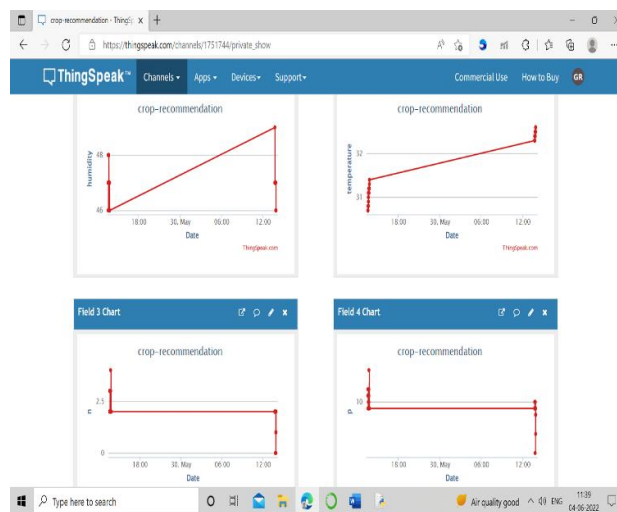 crop-recommendation - ThingSp
https://thingspeak.com/channels/1751744/private_show
ThingSpeak™ Channels Apps Devices Support Commercial Use How to Buy GR
crop-recommendation
humidity
48
46
18:00 30. May 06:00 12:00
Date
ThingSpeak.com
crop-recommendation
temperature
32
31
18:00 30. May 06:00 12:00
Date
ThingSpeak.com
Field 3 Chart
crop-recommendation
n
2.5
0
18:00 30. May 06:00 12:00
Date
Field 4 Chart
crop-recommendation
p
10
18:00 30. May 06:00 12:00
Date
Type here to search
Air quality good ENG 11:39
04-06-2022